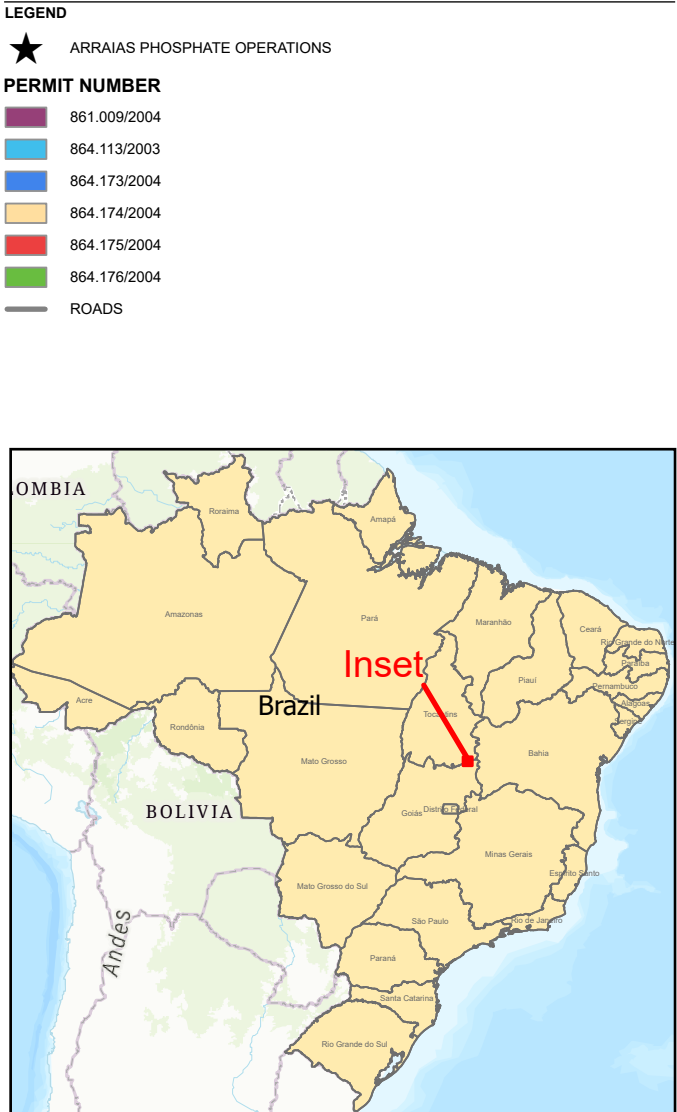 LEGEND
ARRAIAS PHOSPHATE OPERATIONS
PERMIT NUMBER
861.009/2004
864.113/2003
864.173/2004
864.174/2004
864.175/2004
864.176/2004
ROADS
OMBIA
Roraima
Amapá
Amazonas
Pará
Maranhão
Ceará
Rio Grande do Norte
Paraíba
Inset
Piauí
Pernambuco
Acre
Brazil
Tocantins
Alagoas
Rondônia
Sergipe
Mato Grosso
Bahia
BOLIVIA
Goiás
Distrito Federal
Minas Gerais
Espírito Santo
Mato Grosso do Sul
São Paulo
Rio de Janeiro
Andes
Paraná
Santa Catarina
Rio Grande do Sul